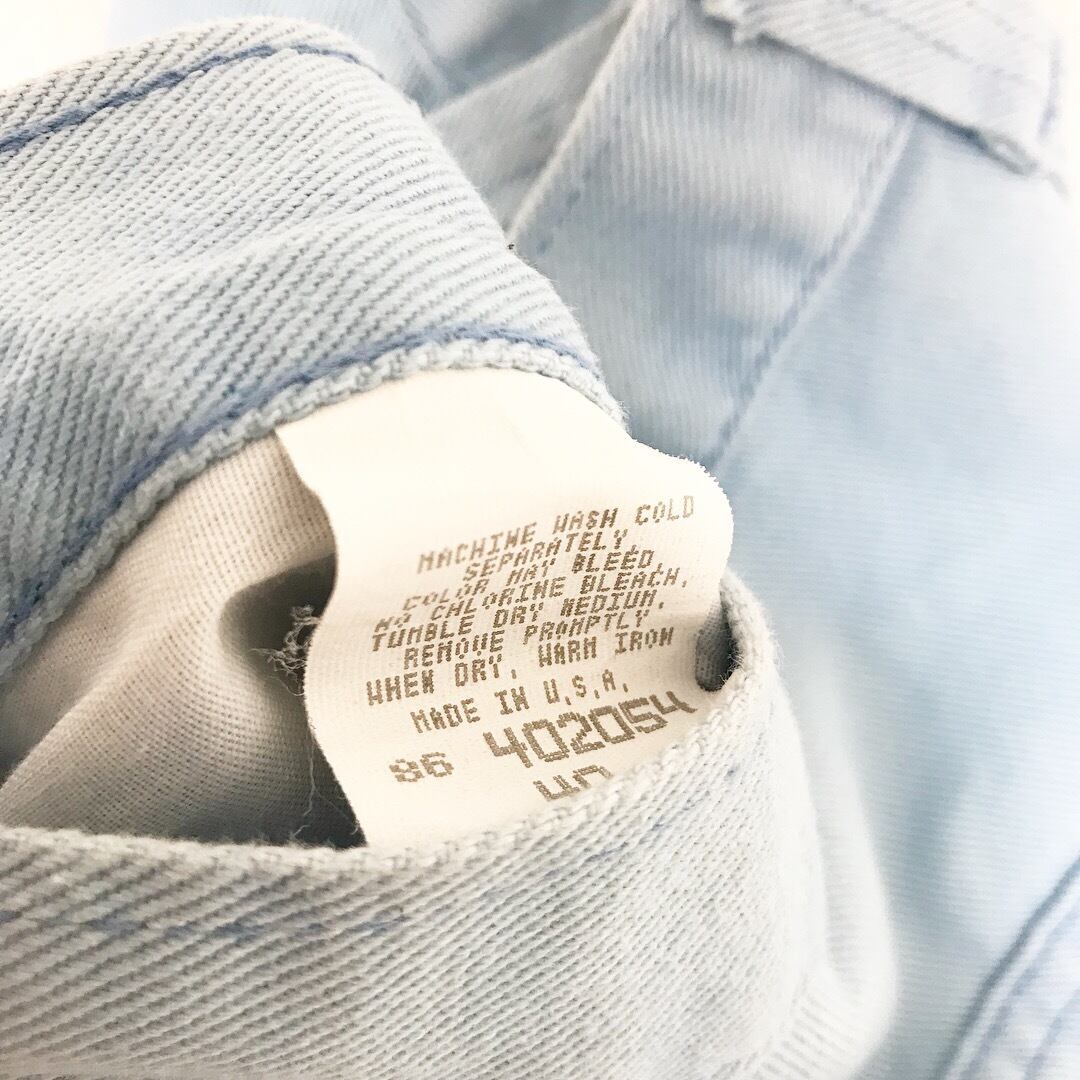 MACHINE WASH COLD
SEPARATELY,
COLOR MAY BLEED,
NO CHLORINE BLEACH,
TUMBLE DRY MEDIUM,
REMOVE PROMPTLY
WHEN DRY, WARM IRON
MADE IN U.S.A.
96 402054